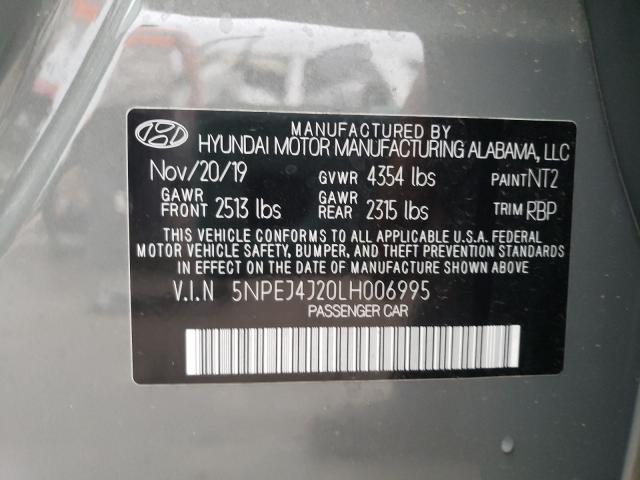 MANUFACTURED BY
HYUNDAI MOTOR MANUFACTURING ALABAMA, LLC
Nov/20/19 GVWR 4354 lbs PAINT NT2
GAWR FRONT 2513 lbs GAWR REAR 2315 lbs TRIM RBP
THIS VEHICLE CONFORMS TO ALL APPLICABLE U.S.A. FEDERAL
MOTOR VEHICLE SAFETY, BUMPER, AND THEFT PREVENTION STANDARDS
IN EFFECT ON THE DATE OF MANUFACTURE SHOWN ABOVE
V.I.N 5NPEJ4J20LH006995
PASSENGER CAR